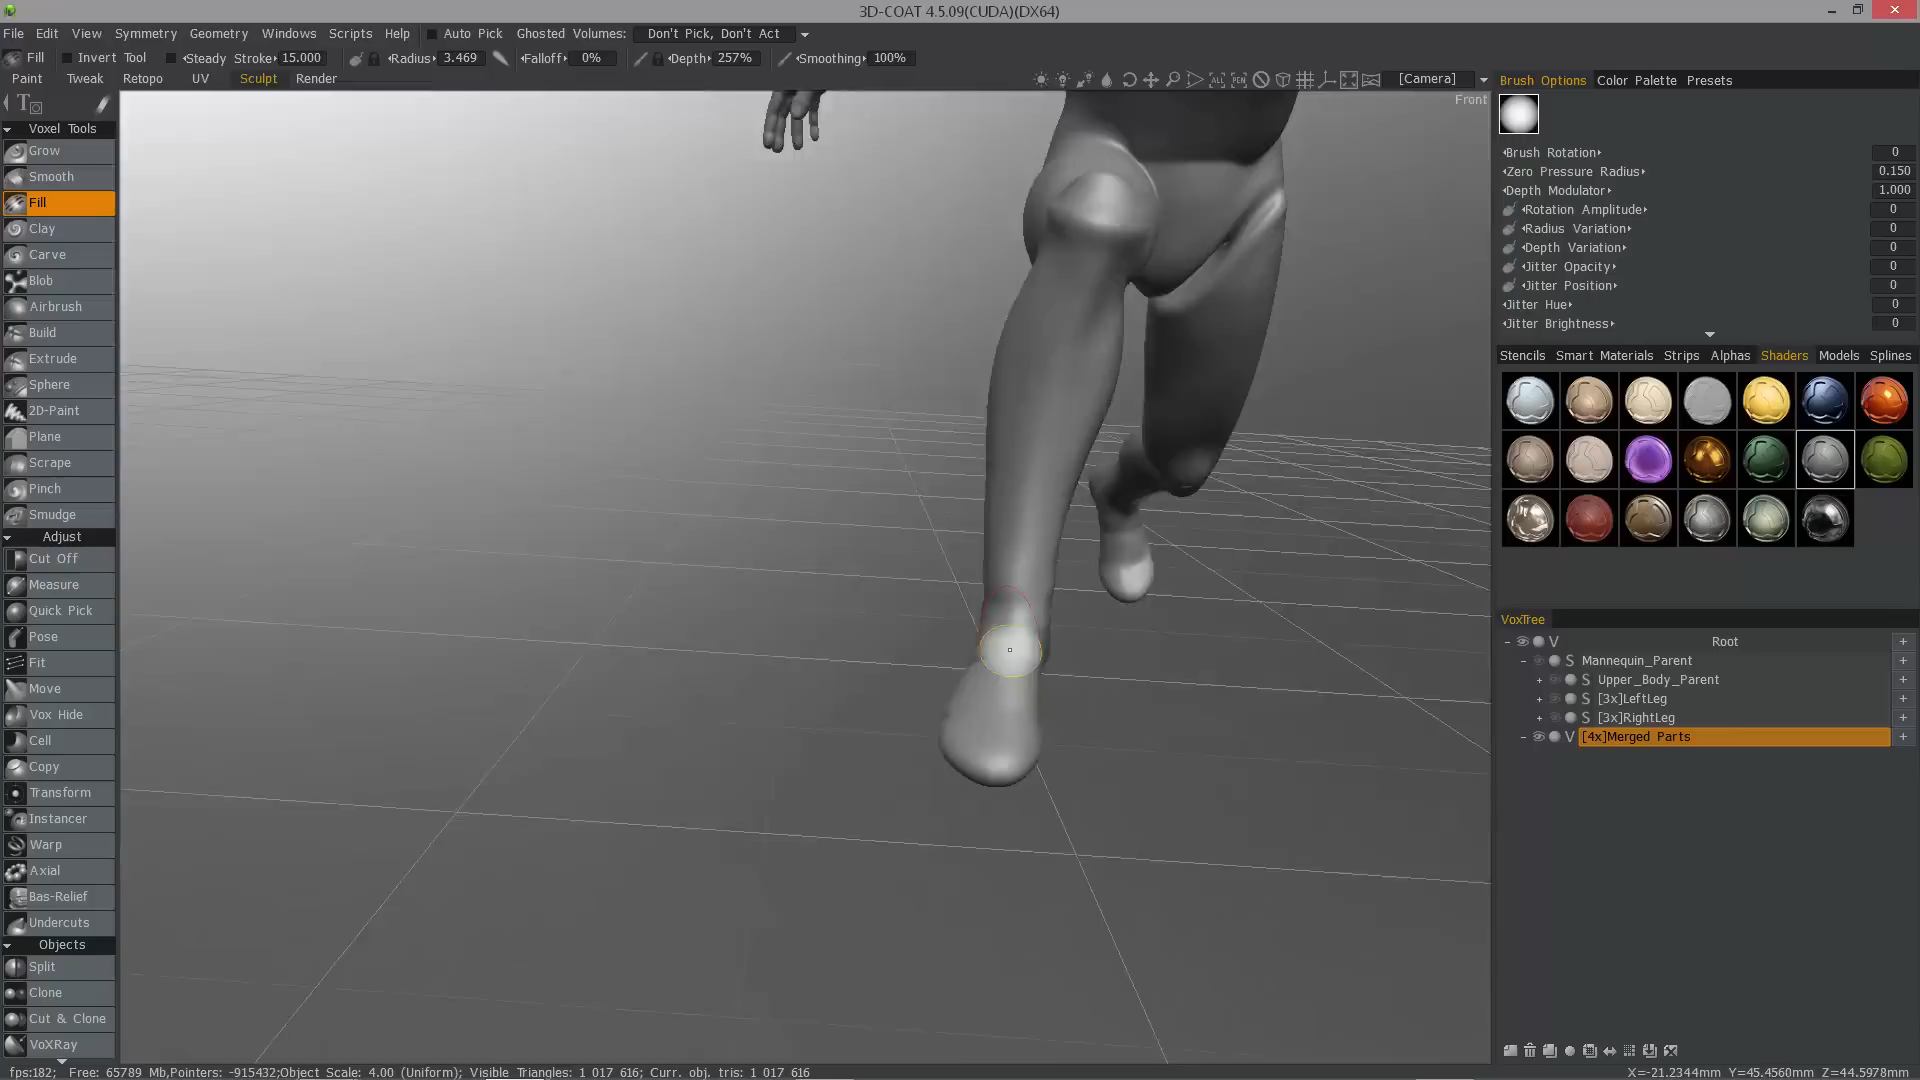 3D-COAT 4.5.09(CUDA)(DX64)
File Edit View Symmetry Geometry Windows Scripts Help Auto Pick Ghosted Volumes: Don't Pick, Don't Act
Fill Invert Tool Steady Stroke 15.000 Radius 3.469 Falloff 0% Depth 257% Smoothing 100%
Paint Tweak Retopo UV Sculpt Render [Camera]
Front
Voxel Tools
Grow
Smooth
Fill
Clay
Carve
Blob
Airbrush
Build
Extrude
Sphere
2D-Paint
Plane
Scrape
Pinch
Smudge
Adjust
Cut Off
Measure
Quick Pick
Pose
Fit
Move
Vox Hide
Cell
Copy
Transform
Instancer
Warp
Axial
Bas-Relief
Undercuts
Objects
Split
Clone
Cut & Clone
VoXRay
Brush Options Color Palette Presets
Brush Rotation 0
Zero Pressure Radius 0.150
Depth Modulator 1.000
Rotation Amplitude 0
Radius Variation 0
Depth Variation 0
Jitter Opacity 0
Jitter Position 0
Jitter Hue 0
Jitter Brightness 0
Stencils Smart Materials Strips Alphas Shaders Models Splines
VoxTree
V Root +
S Mannequin_Parent +
+ S Upper_Body_Parent +
+ S [3x]LeftLeg +
+ S [3x]RightLeg +
V [4x]Merged Parts +
fps:182; Free: 65789 Mb,Pointers: -915432;Object Scale: 4.00 (Uniform); Visible Triangles: 1 017 616; Curr. obj. tris: 1 017 616
X=-21.2344mm Y=45.4560mm Z=44.5978mm